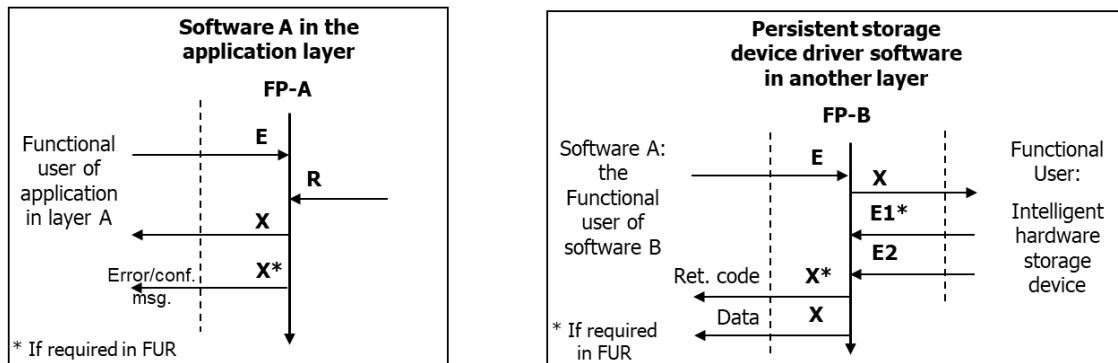 Software A in the
application layer
FP-A
Functional
user of
application
in layer A
E
R
X
X*
Error/conf.
msg.
* If required in FUR
Persistent storage
device driver software
in another layer
FP-B
Software A:
the
Functional
user of
software B
E
X
E1*
E2
Ret. code
X*
Data
X
Functional
User:
Intelligent
hardware
storage
device
* If required
in FUR